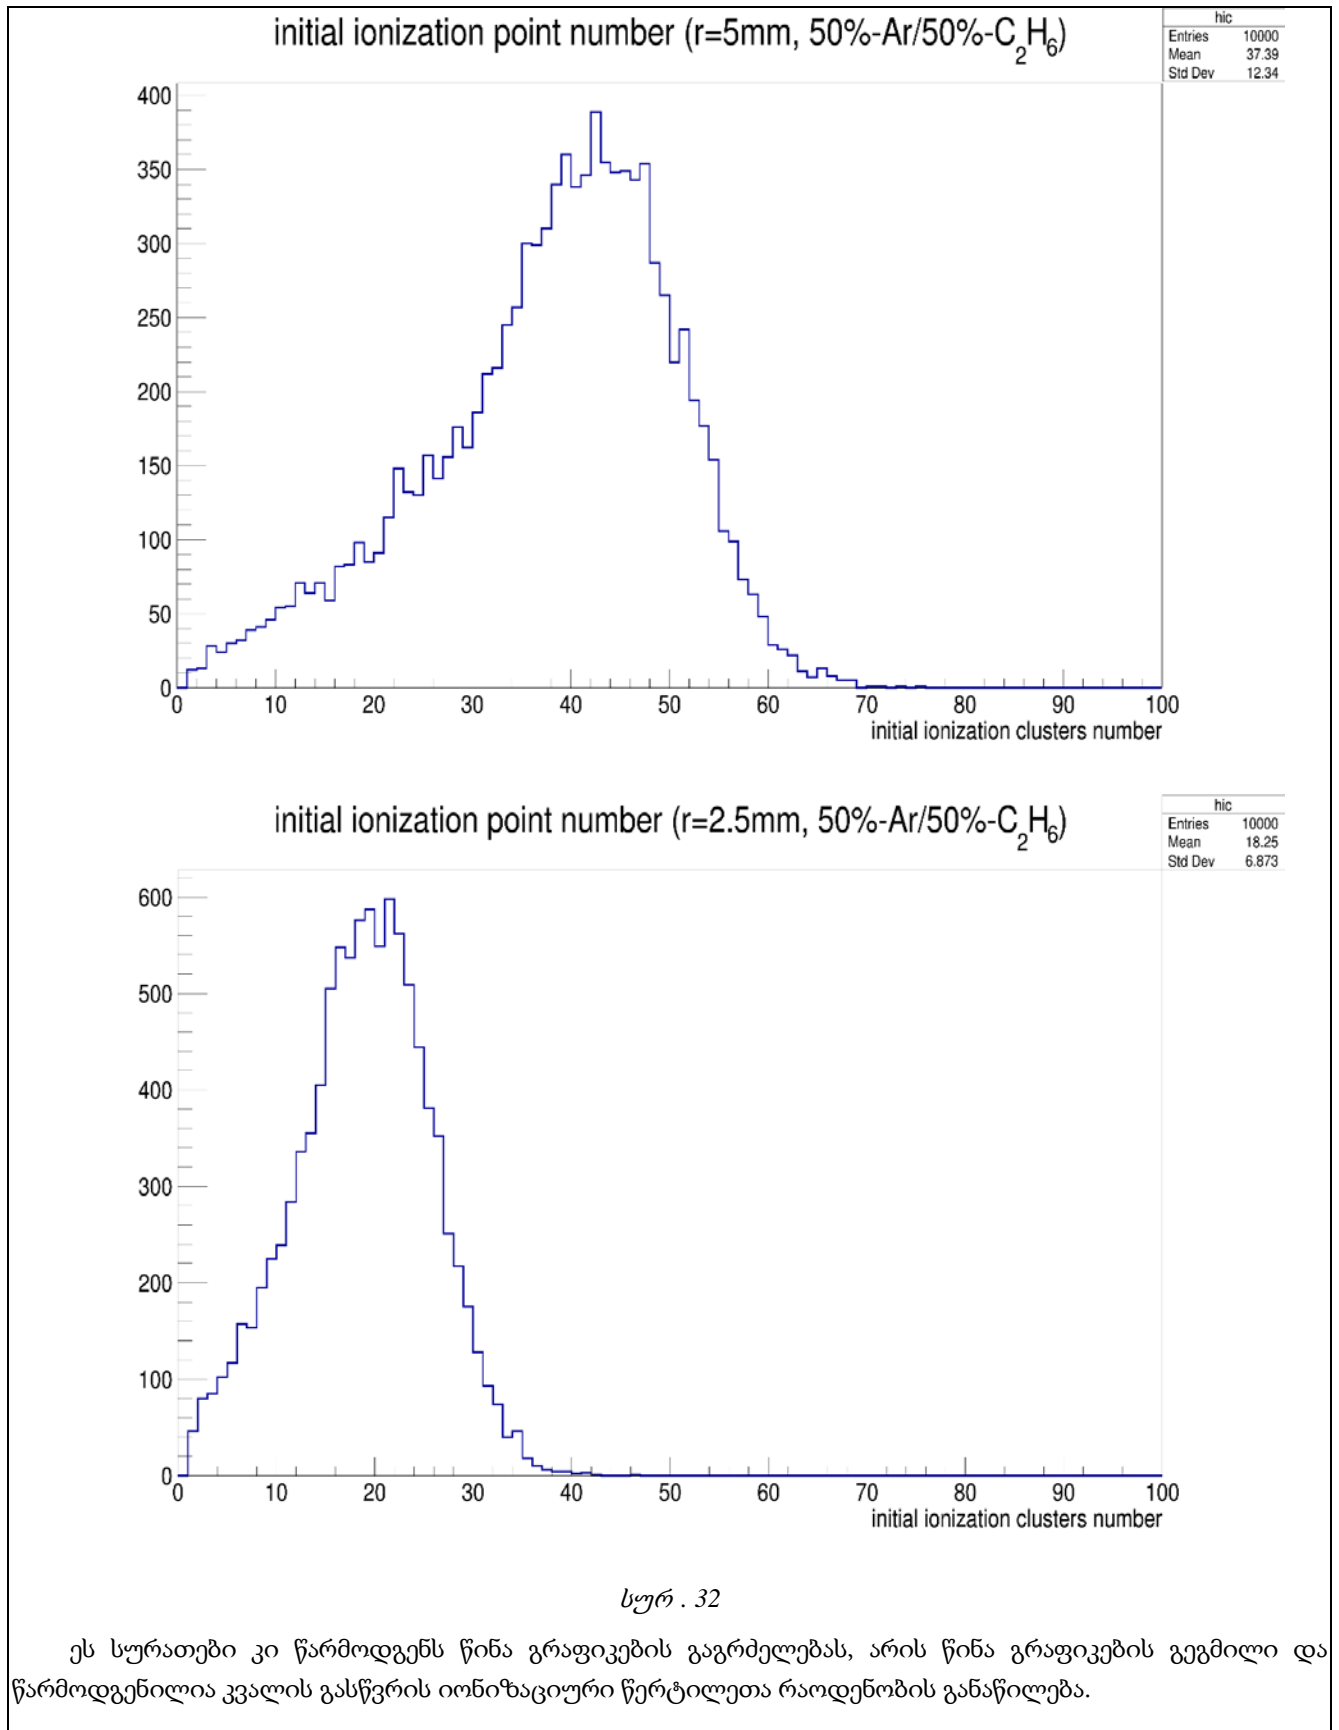 initial ionization point number (r=5mm, 50%-Ar/50%-C₂H₆)
hic
Entries 10000
Mean 37.39
Std Dev 12.34
400
350
300
250
200
150
100
50
0
0 10 20 30 40 50 60 70 80 90 100
initial ionization clusters number
initial ionization point number (r=2.5mm, 50%-Ar/50%-C₂H₆)
hic
Entries 10000
Mean 18.25
Std Dev 6.873
600
500
400
300
200
100
0
0 10 20 30 40 50 60 70 80 90 100
initial ionization clusters number
სურ . 32
ეს სურათები კი წარმოდგენს წინა გრაფიკების გაგრძელებას, არის წინა გრაფიკების გეგმილი და
წარმოდგენილია კვალის გასწვრის იონიზაციური წერტილეთა რაოდენობის განაწილება.